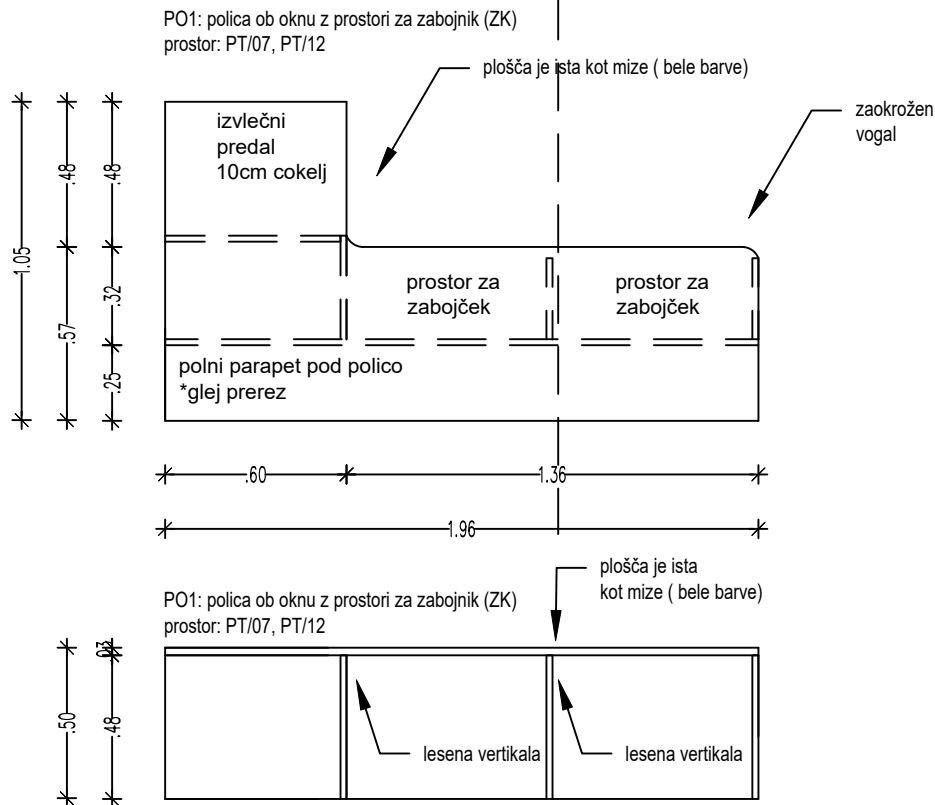 PO1: polica ob oknu z prostori za zabojnik (ZK)
prostor: PT/07, PT/12
plošča je ista kot mize ( bele barve)
zaokrožen
vogal
izvlečni
predal
10cm cokelj
.48
.48
1.05
.32
.57
.25
prostor za
zabojček
prostor za
zabojček
polni parapet pod polico
*glej prerez
.60
1.36
1.96
plošča je ista
kot mize ( bele barve)
PO1: polica ob oknu z prostori za zabojnik (ZK)
prostor: PT/07, PT/12
.03
.50
.48
lesena vertikala
lesena vertikala